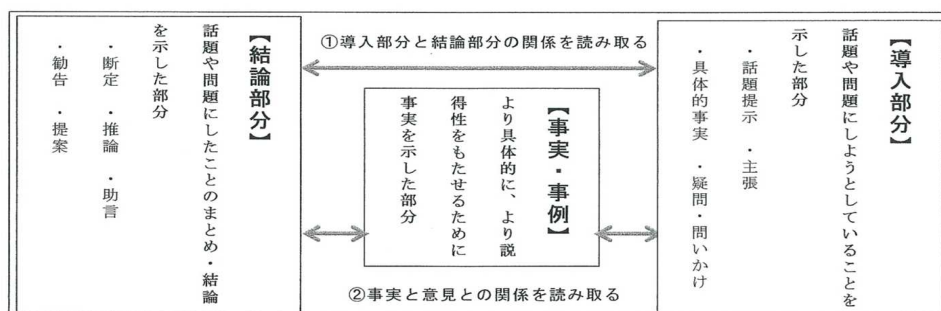 【導入部分】
話題や問題にしようとしていることを
示した部分
・話題提示 ・主張
・具体的事実 ・疑問・問いかけ
①導入部分と結論部分の関係を読み取る
【事実・事例】
より具体的に、より説
得性をもたせるために
事実を示した部分
②事実と意見との関係を読み取る
【結論部分】
話題や問題にしたことのまとめ・結論
を示した部分
・断定 ・推論 ・助言
・勧告 ・提案